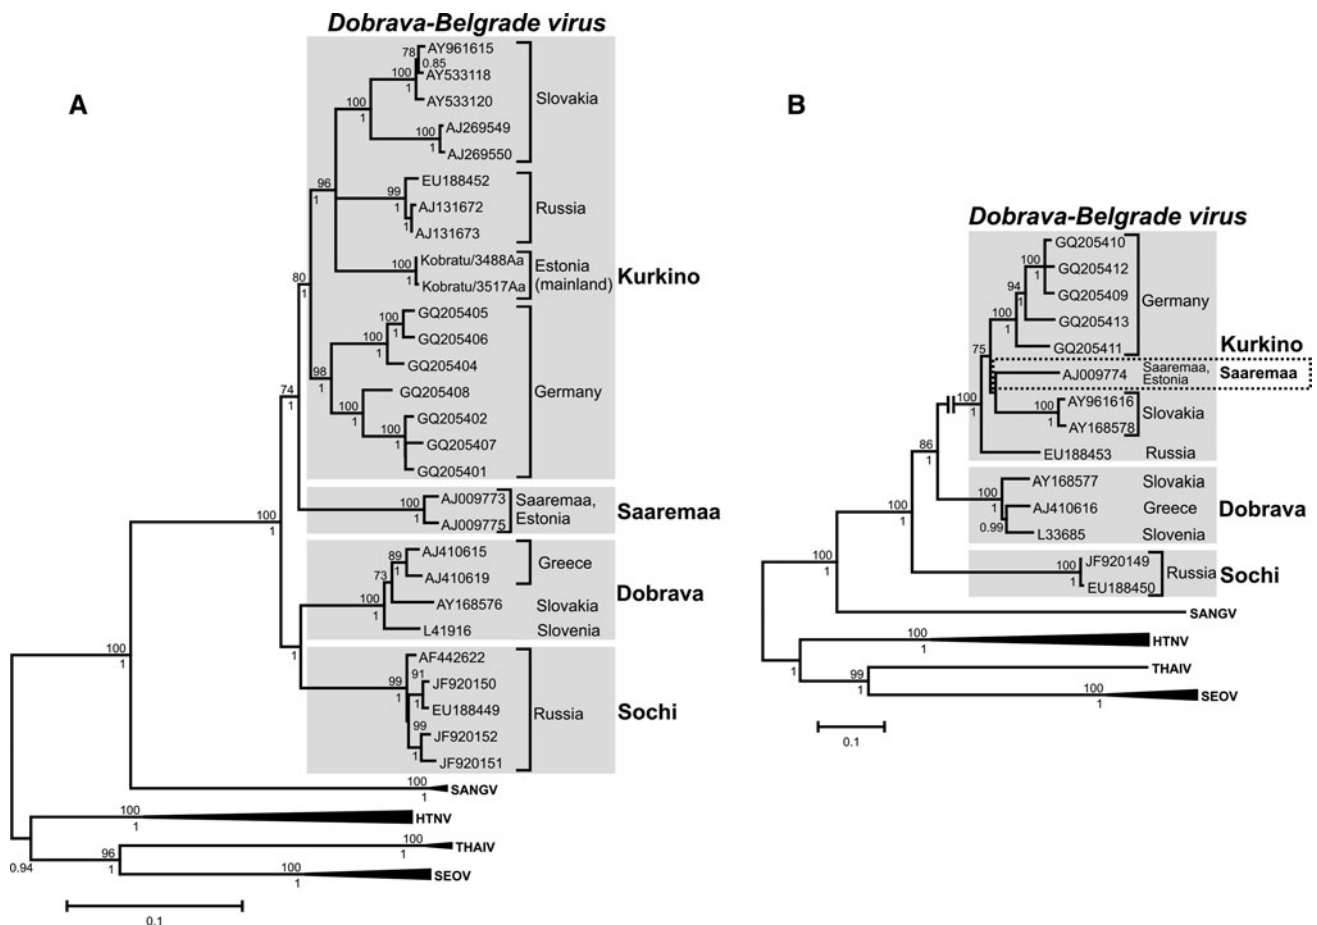 A
Dobrava-Belgrade virus
78
AY961615
0.85
100
1
AY533118
AY533120
Slovakia
100
1
100
1
AJ269549
AJ269550
96
1
99
1
EU188452
AJ131672
1
AJ131673
Russia
100
1
Kobratu/3488Aa
Kobratu/3517Aa
Estonia
(mainland)
Kurkino
80
1
100
1
GQ205405
GQ205406
100
1
GQ205404
98
1
GQ205408
100
1
GQ205402
100
1
GQ205407
GQ205401
Germany
74
1
100
1
AJ009773
AJ009775
Saaremaa,
Estonia
Saaremaa
100
1
89
1
AJ410615
AJ410619
Greece
73
1
AY168576
Slovakia
100
1
L41916
Slovenia
Dobrava
1
AF442622
91
1
JF920150
99
1
EU188449
99
1
JF920152
JF920151
Russia
Sochi
100
1
100
1
SANGV
100
1
HTNV
0.94
96
1
100
1
THAIV
100
1
SEOV
0.1
B
Dobrava-Belgrade virus
GQ205410
100
1
GQ205412
94
1
GQ205409
Germany
100
1
GQ205413
GQ205411
Kurkino
75
AJ009774
Saaremaa,
Estonia
Saaremaa
100
1
100
1
AY961616
AY168578
Slovakia
EU188453
Russia
86
1
AY168577
Slovakia
100
1
AJ410616
Greece
Dobrava
0.99
L33685
Slovenia
100
1
JF920149
100
1
EU188450
Russia
Sochi
100
1
SANGV
100
1
HTNV
1
99
1
THAIV
100
1
SEOV
0.1